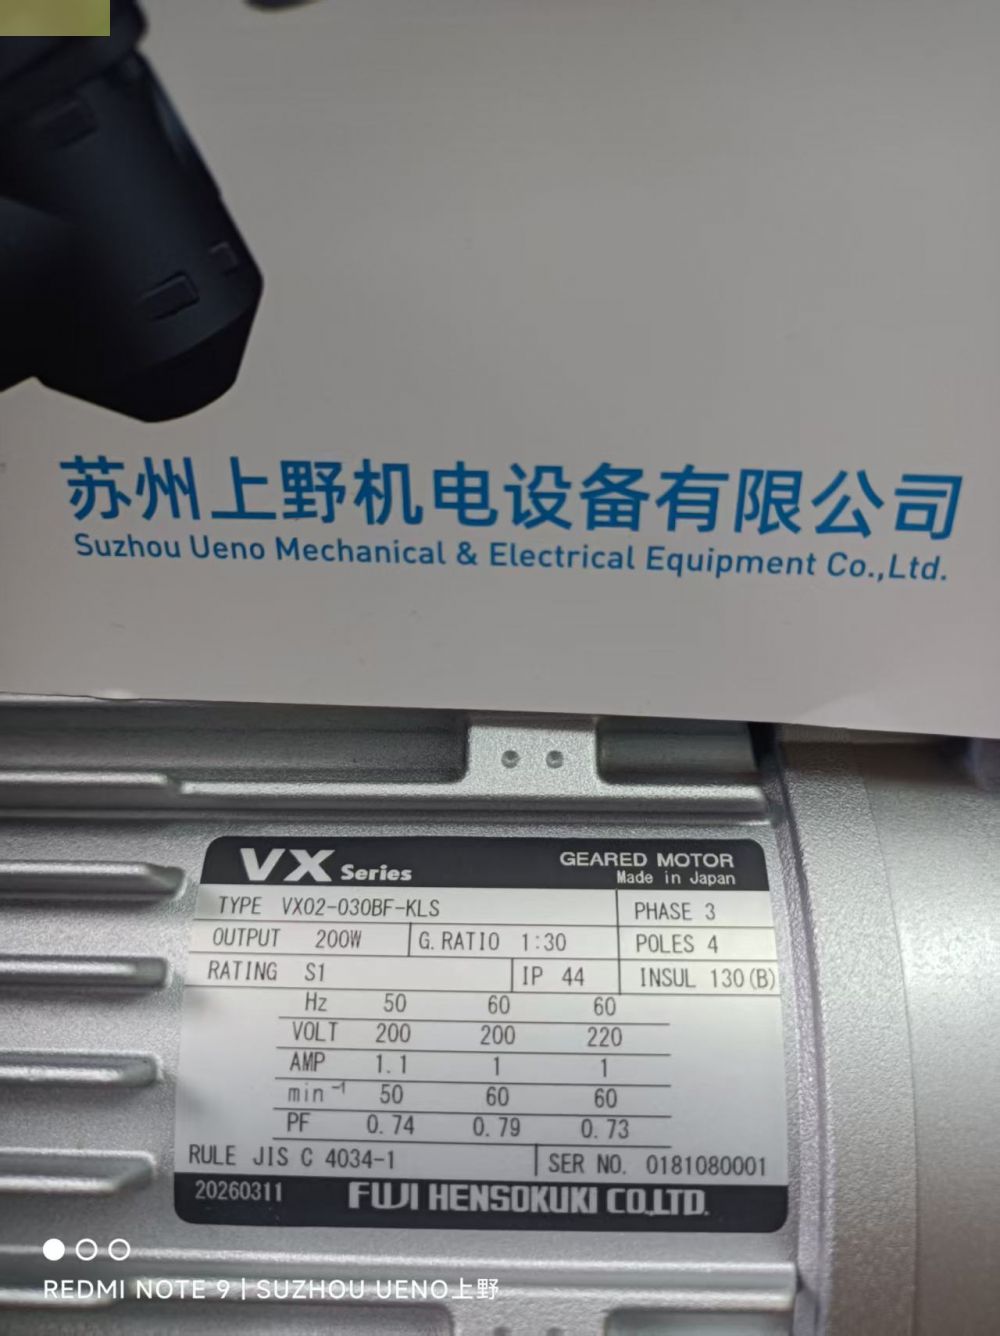 苏州上野机电设备有限公司
Suzhou Ueno Mechanical & Electrical Equipment Co.,Ltd.
VX Series GEARED MOTOR
Made in Japan
TYPE VX02-030BF-KLS PHASE 3
OUTPUT 200W G.RATIO 1:30 POLES 4
RATING S1 IP 44 INSUL 130(B)
Hz 50 60 60
VOLT 200 200 220
AMP 1.1 1 1
min⁻¹ 50 60 60
PF 0.74 0.79 0.73
RULE JIS C 4034-1 SER NO. 0181080001
20260311 FUJI HENSOKUKI CO.,LTD.
REDMI NOTE 9 | SUZHOU UENO上野